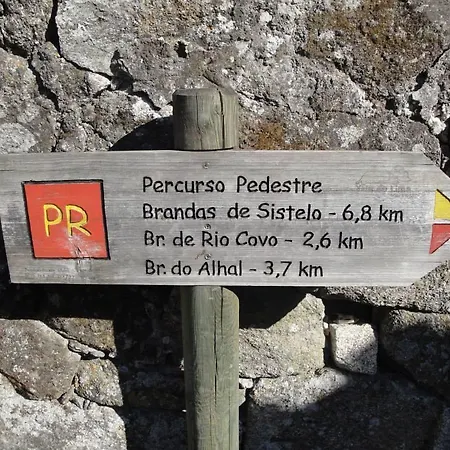 PR
Percurso Pedestre
Brandas de Sistelo - 6,8 km
Br. de Rio Covo - 2,6 km
Br. do Alhal - 3,7 km